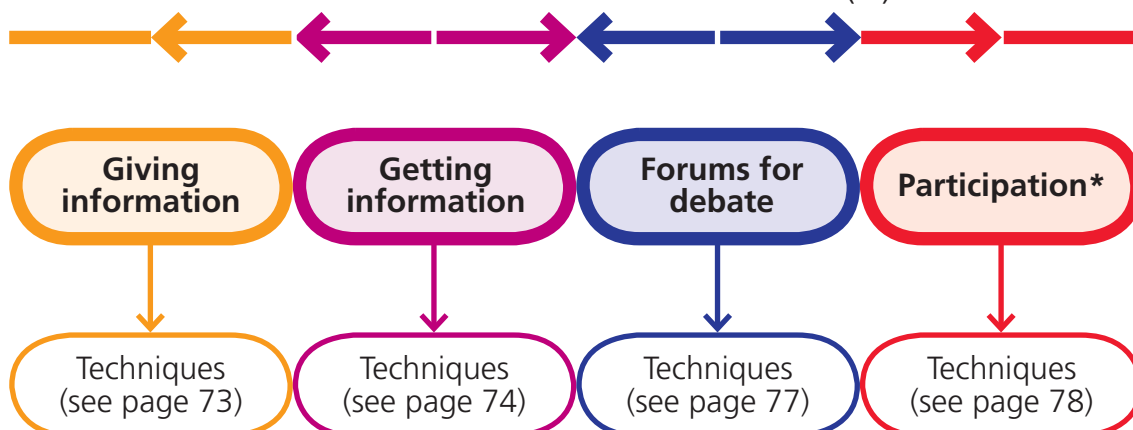 Giving
information
Getting
information
Forums for
debate
Participation*
Techniques
(see page 73)
Techniques
(see page 74)
Techniques
(see page 77)
Techniques
(see page 78)